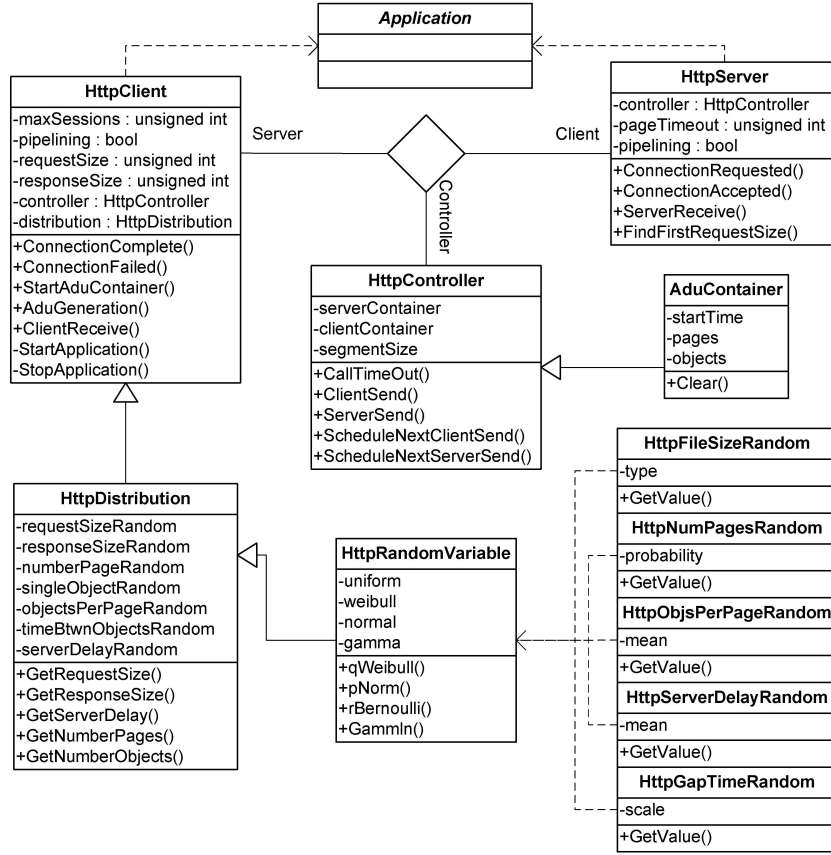 Application
HttpClient
-maxSessions : unsigned int
-pipelining : bool
-requestSize : unsigned int
-responseSize : unsigned int
-controller : HttpController
-distribution : HttpDistribution
+ConnectionComplete()
+ConnectionFailed()
+StartAduContainer()
+AduGeneration()
+ClientReceive()
-StartApplication()
-StopApplication()
Server
Client
Controller
HttpServer
-controller : HttpController
-pageTimeout : unsigned int
-pipelining : bool
+ConnectionRequested()
+ConnectionAccepted()
+ServerReceive()
+FindFirstRequestSize()
HttpController
-serverContainer
-clientContainer
-segmentSize
+CallTimeOut()
+ClientSend()
+ServerSend()
+ScheduleNextClientSend()
+ScheduleNextServerSend()
AduContainer
-startTime
-pages
-objects
+Clear()
HttpDistribution
-requestSizeRandom
-responseSizeRandom
-numberPageRandom
-singleObjectRandom
-objectsPerPageRandom
-timeBtwnObjectsRandom
-serverDelayRandom
+GetRequestSize()
+GetResponseSize()
+GetServerDelay()
+GetNumberPages()
+GetNumberObjects()
HttpRandomVariable
-uniform
-weibull
-normal
-gamma
+qWeibull()
+pNorm()
+rBernoulli()
+Gammln()
HttpFileSizeRandom
-type
+GetValue()
HttpNumPagesRandom
-probability
+GetValue()
HttpObjsPerPageRandom
-mean
+GetValue()
HttpServerDelayRandom
-mean
+GetValue()
HttpGapTimeRandom
-scale
+GetValue()